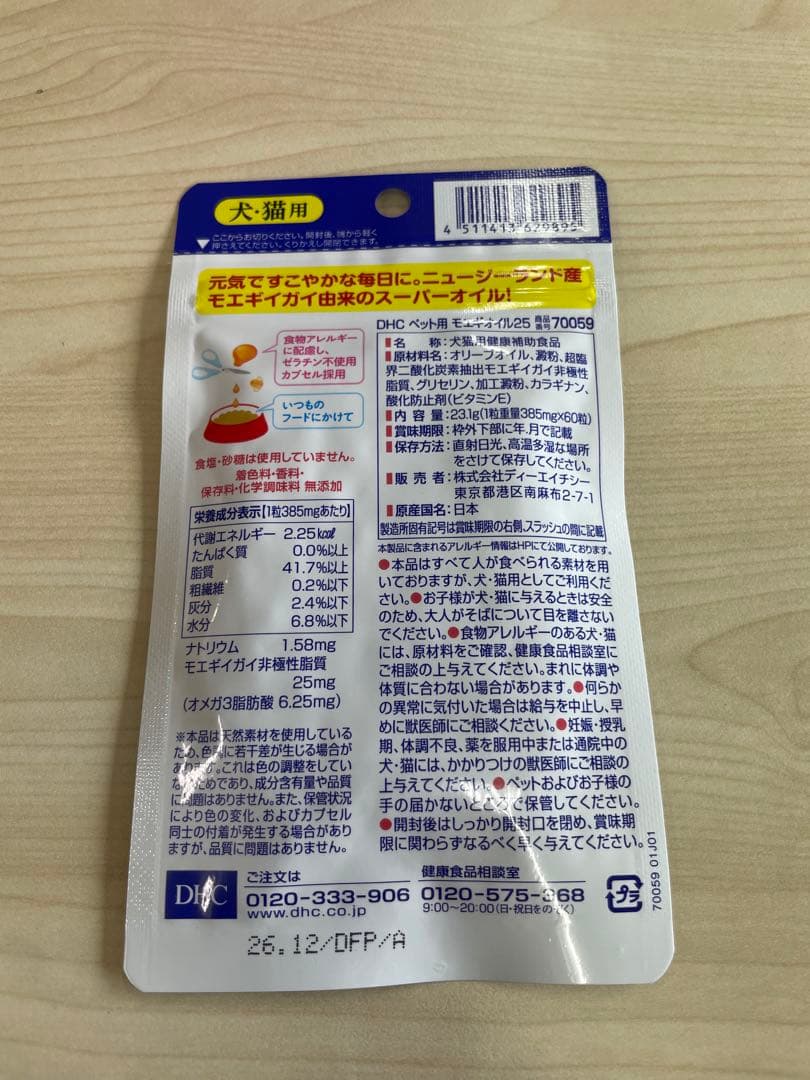 犬・猫用
ここからお切りください。開封後、端から軽く
押さえてください。くりかえし開閉できます。
4 511413 629895
元気ですこやかな毎日に。ニュージーランド産
モエギイガイ由来のスーパーオイル!
食物アレルギー
に配慮し、
ゼラチン不使用
カプセル採用
いつもの
フードにかけて
食塩・砂糖は使用していません。
着色料・香料・
保存料・化学調味料 無添加
栄養成分表示【1粒385mgあたり】
代謝エネルギー 2.25kcal
たんぱく質 0.0%以上
脂質 41.7%以上
粗繊維 0.2%以下
灰分 2.4%以下
水分 6.8%以下
ナトリウム 1.58mg
モエギイガイ非極性脂質
25mg
(オメガ3脂肪酸 6.25mg)
※本品は天然素材を使用している
ため、色調に若干差が生じる場合が
あります。これは色の調整をしてい
ないためであり、成分含有量や品質
に問題はありません。また、保管状況
により色の変化、およびカプセル
同士の付着が発生する場合があり
ますが、品質に問題はありません。
DHC ペット用 モエギオイル25 商品番号 70059
■名 称:犬猫用健康補助食品
■原材料名:オリーブオイル、澱粉、超臨
界二酸化炭素抽出モエギイガイ非極性
脂質、グリセリン、加工澱粉、カラギナン、
酸化防止剤(ビタミンE)
■内 容 量:23.1g(1粒重量385mg×60粒)
■賞味期限:枠外下部に年.月で記載
■保存方法:直射日光、高温多湿な場所
をさけて保存してください。
■販 売 者:株式会社ディーエイチシー
東京都港区南麻布2-7-1
■原産国名:日本
製造所固有記号は賞味期限の右側、スラッシュの間に記載
本製品に含まれるアレルギー情報はHPにて公開しております。
●本品はすべて人が食べられる素材を用
いておりますが、犬・猫用としてご利用くだ
さい。●お子様が犬・猫に与えるときは安全
のため、大人がそばについて目を離さない
でください。●食物アレルギーのある犬・猫
には、原材料をご確認、健康食品相談室に
ご相談の上与えてください。まれに体調や
体質に合わない場合があります。●何らか
の異常に気付いた場合は給与を中止し、早
めに獣医師にご相談ください。●妊娠・授乳
期、体調不良、薬を服用中または通院中の
犬・猫には、かかりつけの獣医師にご相談
の上与えてください。●ペットおよびお子様の
手の届かないところで保管してください。
●開封後はしっかり開封口を閉め、賞味期
限に関わらずなるべく早く与えてください。
70059 01J01
DHC
ご注文は
0120-333-906
www.dhc.co.jp
健康食品相談室
0120-575-368
9:00〜20:00(日・祝日をのぞく)
プラ
26.12/DFP/A